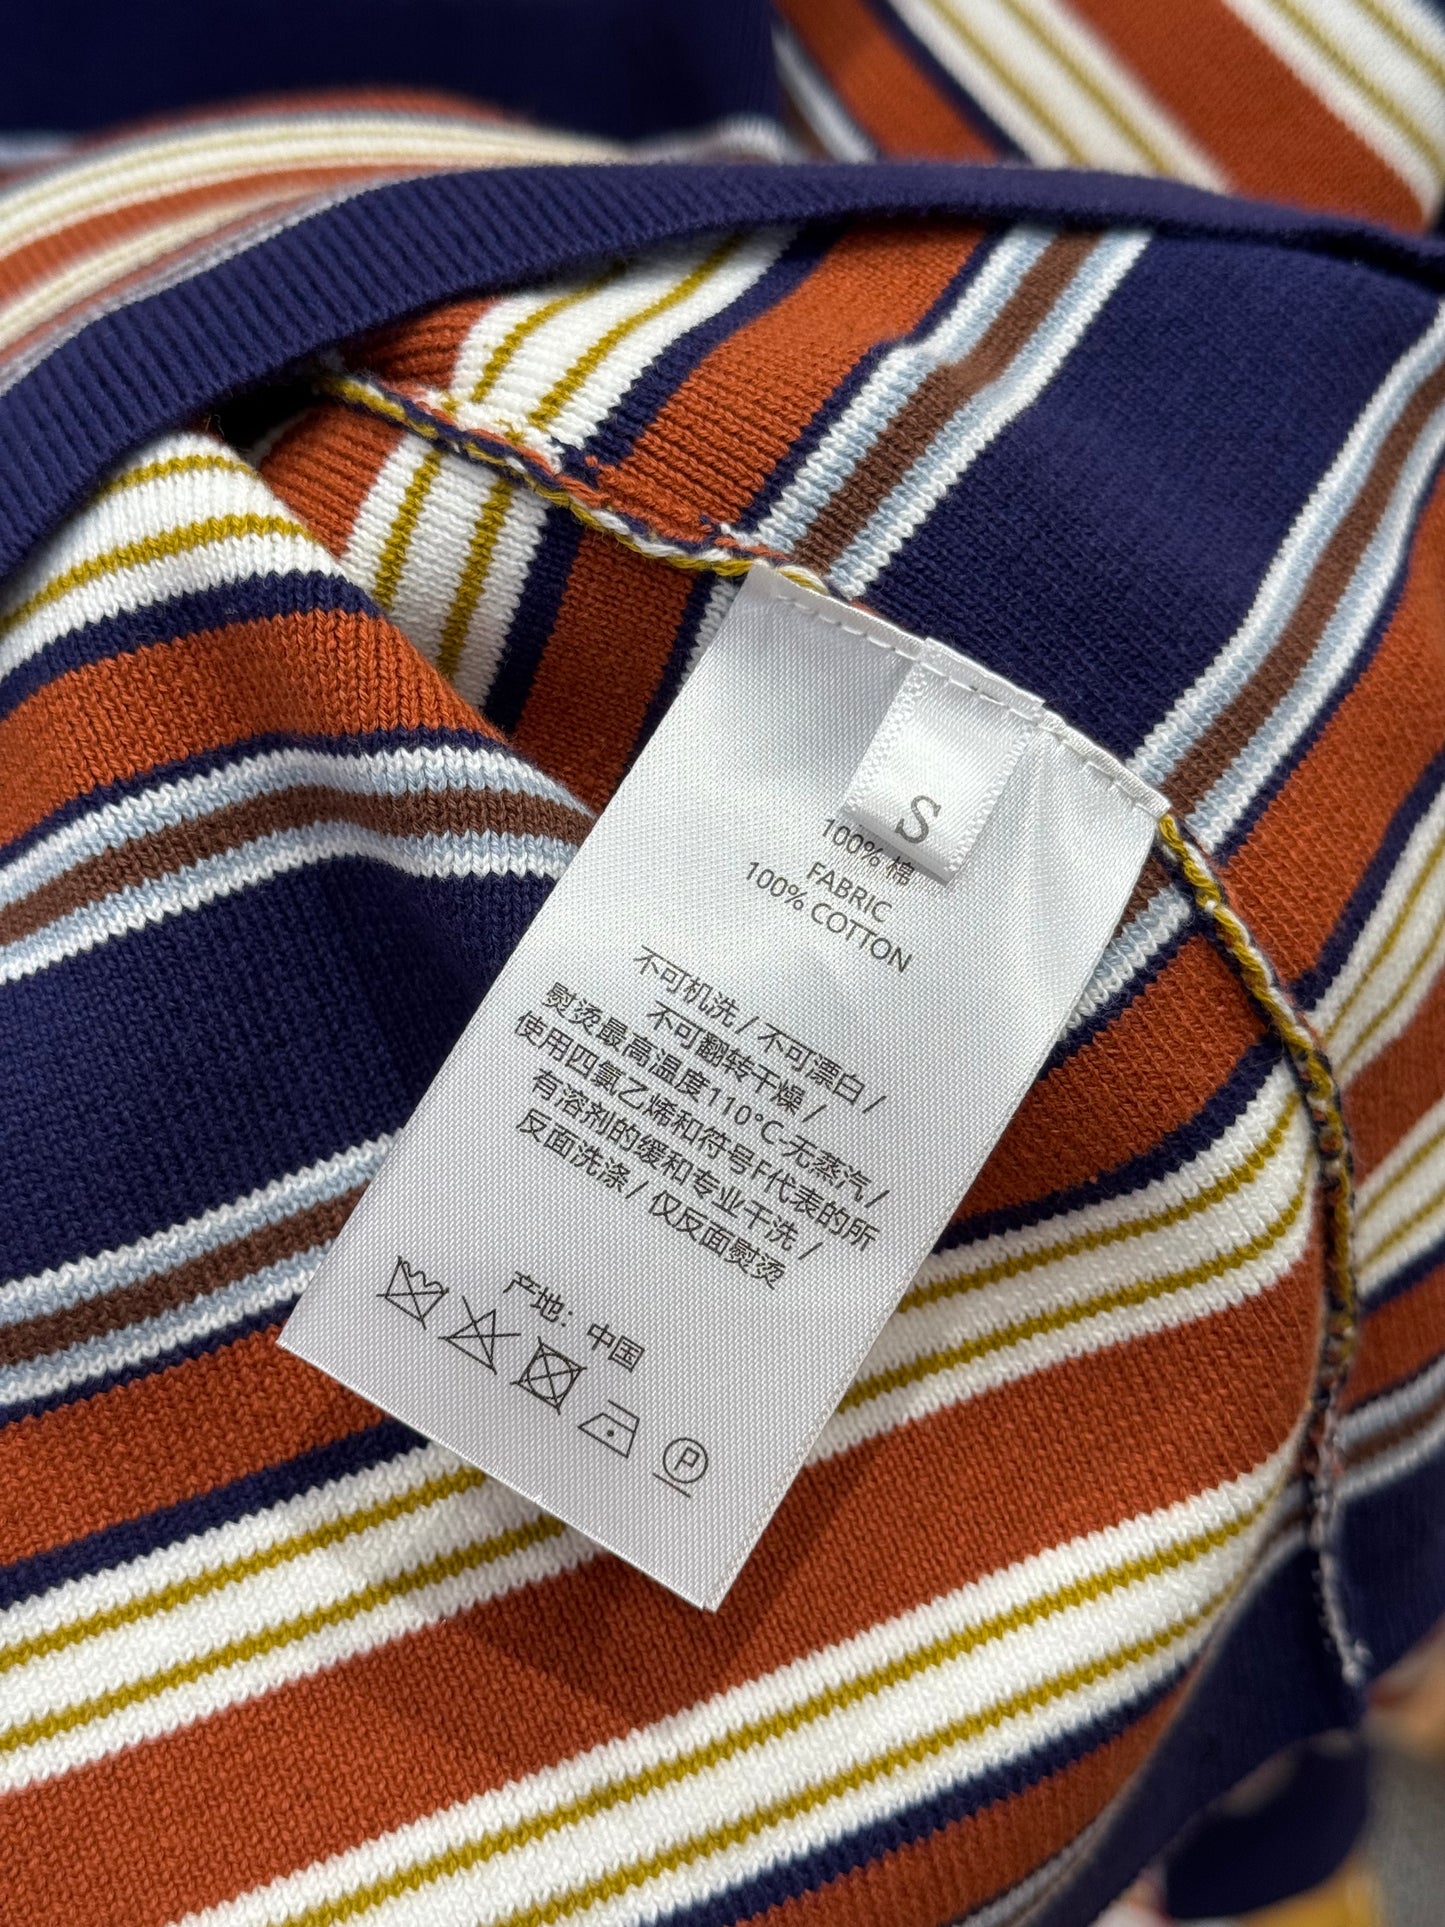 S
100% 棉
FABRIC
100% COTTON
不可机洗 / 不可漂白 /
不可翻转干燥 /
熨烫最高温度110°C-无蒸汽 /
使用四氯乙烯和符号F代表的所
有溶剂的缓和专业干洗 /
反面洗涤 / 仅反面熨烫
产地：中国
P